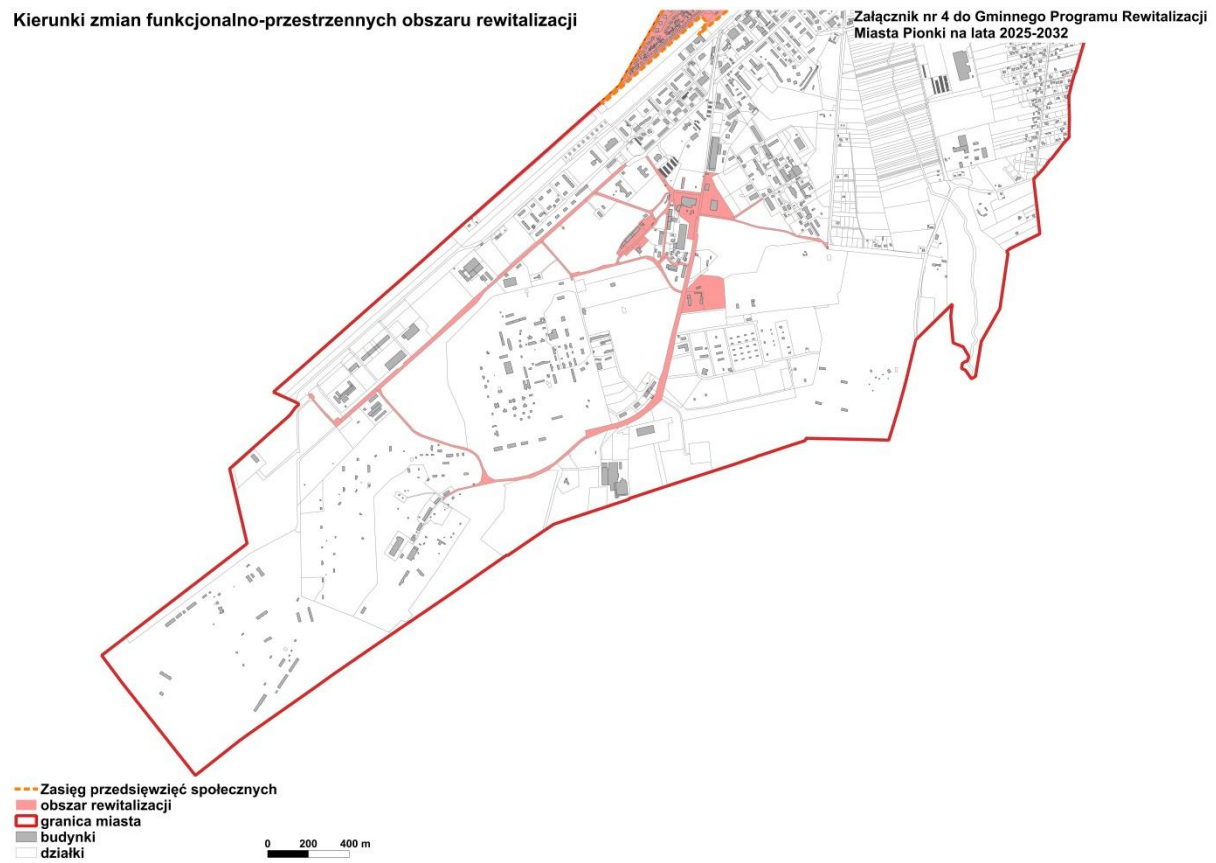 Kierunki zmian funkcjonalno-przestrzennych obszaru rewitalizacji
Załącznik nr 4 do Gminnego Programu Rewitalizacji
Miasta Pionki na lata 2025-2032
Zasięg przedsięwzięć społecznych
obszar rewitalizacji
granica miasta
budynki
działki
0 200 400 m